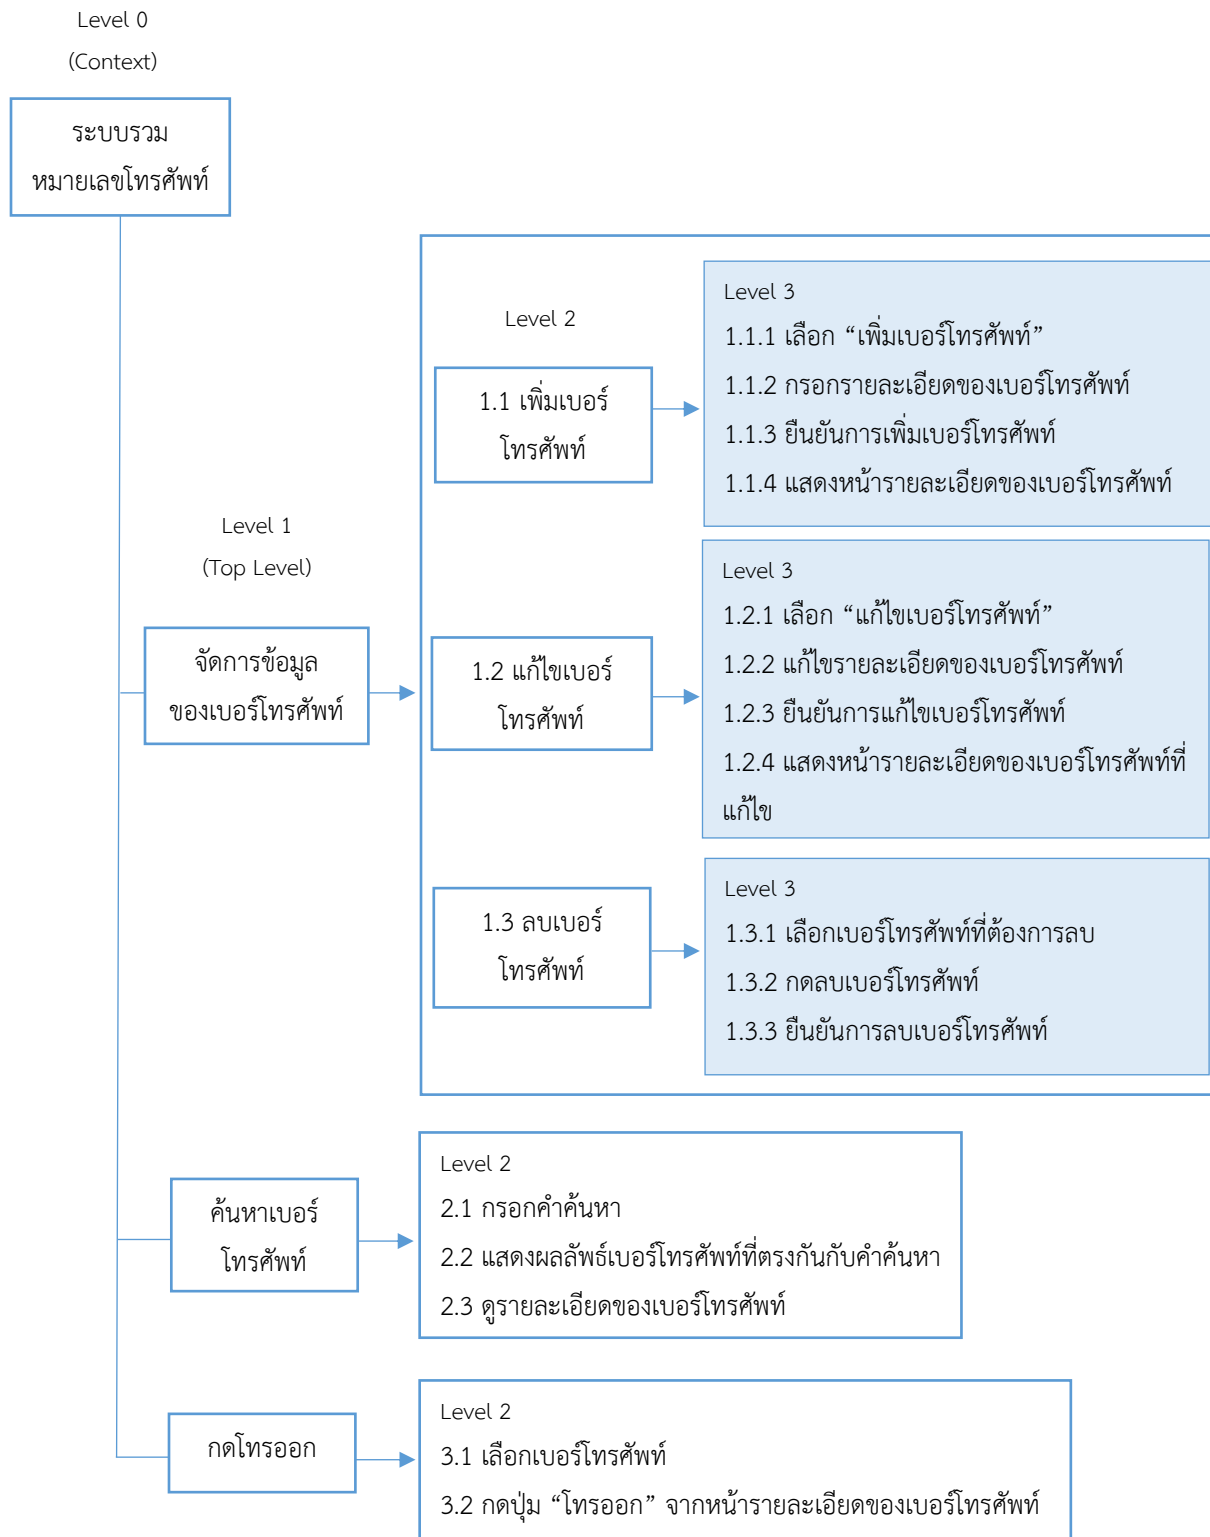 Level 0
(Context)
ระบบรวม
หมายเลขโทรศัพท์
Level 1
(Top Level)
จัดการข้อมูล
ของเบอร์โทรศัพท์
Level 2
1.1 เพิ่มเบอร์
โทรศัพท์
Level 3
1.1.1 เลือก “เพิ่มเบอร์โทรศัพท์”
1.1.2 กรอกรายละเอียดของเบอร์โทรศัพท์
1.1.3 ยืนยันการเพิ่มเบอร์โทรศัพท์
1.1.4 แสดงหน้ารายละเอียดของเบอร์โทรศัพท์
1.2 แก้ไขเบอร์
โทรศัพท์
Level 3
1.2.1 เลือก “แก้ไขเบอร์โทรศัพท์”
1.2.2 แก้ไขรายละเอียดของเบอร์โทรศัพท์
1.2.3 ยืนยันการแก้ไขเบอร์โทรศัพท์
1.2.4 แสดงหน้ารายละเอียดของเบอร์โทรศัพท์ที่
แก้ไข
1.3 ลบเบอร์
โทรศัพท์
Level 3
1.3.1 เลือกเบอร์โทรศัพท์ที่ต้องการลบ
1.3.2 กดลบเบอร์โทรศัพท์
1.3.3 ยืนยันการลบเบอร์โทรศัพท์
ค้นหาเบอร์
โทรศัพท์
Level 2
2.1 กรอกคำค้นหา
2.2 แสดงผลลัพธ์เบอร์โทรศัพท์ที่ตรงกันกับคำค้นหา
2.3 ดูรายละเอียดของเบอร์โทรศัพท์
กดโทรออก
Level 2
3.1 เลือกเบอร์โทรศัพท์
3.2 กดปุ่ม “โทรออก” จากหน้ารายละเอียดของเบอร์โทรศัพท์